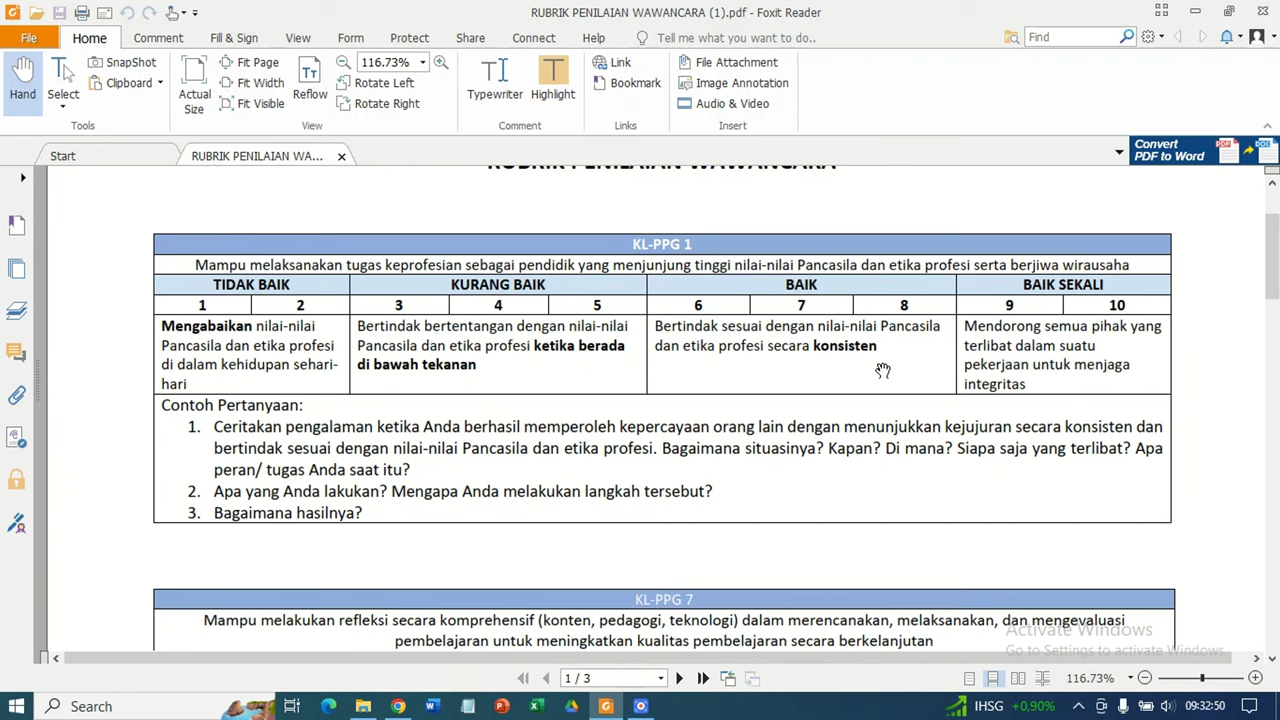 RUBRIK PENILAIAN WAWANCARA (1).pdf - Foxit Reader
File Home Comment Fill & Sign View Form Protect Share Connect Help Tell me what you want to do.. Find
Hand
Select
SnapShot
Clipboard
Tools
Actual Size
Fit Page
Fit Width
Fit Visible
Reflow
116.73%
Rotate Left
Rotate Right
View
Typewriter
Highlight
Comment
Link
Bookmark
Links
File Attachment
Image Annotation
Audio & Video
Insert
Start
RUBRIK PENILAIAN WA...
Convert
PDF to Word
RUBRIK PENILAIAN WAWANCARA
KL-PPG 1
Mampu melaksanakan tugas keprofesian sebagai pendidik yang menjunjung tinggi nilai-nilai Pancasila dan etika profesi serta berjiwa wirausaha
TIDAK BAIK KURANG BAIK BAIK BAIK SEKALI
1 2 3 4 5 6 7 8 9 10
Mengabaikan nilai-nilai
Pancasila dan etika profesi
di dalam kehidupan sehari-
hari
Bertindak bertentangan dengan nilai-nilai
Pancasila dan etika profesi ketika berada
di bawah tekanan
Bertindak sesuai dengan nilai-nilai Pancasila
dan etika profesi secara konsisten
Mendorong semua pihak yang
terlibat dalam suatu
pekerjaan untuk menjaga
integritas
Contoh Pertanyaan:
1. Ceritakan pengalaman ketika Anda berhasil memperoleh kepercayaan orang lain dengan menunjukkan kejujuran secara konsisten dan
bertindak sesuai dengan nilai-nilai Pancasila dan etika profesi. Bagaimana situasinya? Kapan? Di mana? Siapa saja yang terlibat? Apa
peran/ tugas Anda saat itu?
2. Apa yang Anda lakukan? Mengapa Anda melakukan langkah tersebut?
3. Bagaimana hasilnya?
KL-PPG 7
Mampu melakukan refleksi secara komprehensif (konten, pedagogi, teknologi) dalam merencanakan, melaksanakan, dan mengevaluasi
pembelajaran untuk meningkatkan kualitas pembelajaran secara berkelanjutan
Activate Windows
Go to Settings to activate Windows.
1 / 3
116.73%
Search
IHSG +0,90%
09:32:50